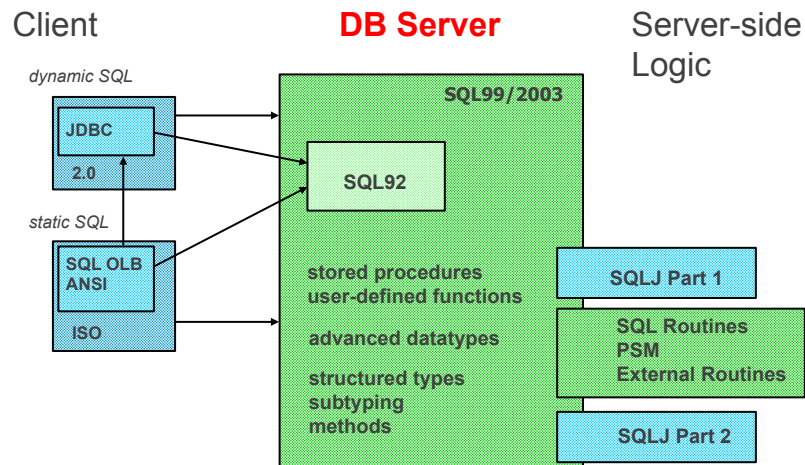 Client
DB Server
Server-side
Logic
dynamic SQL
JDBC
2.0
static SQL
SQL OLB
ANSI
ISO
SQL99/2003
SQL92
stored procedures
user-defined functions
advanced datatypes
structured types
subtyping
methods
SQLJ Part 1
SQL Routines
PSM
External Routines
SQLJ Part 2